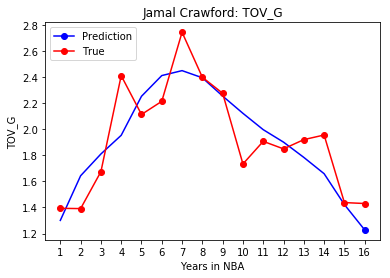 Jamal Crawford: TOV_G
Prediction
True
TOV_G
2.8
2.6
2.4
2.2
2.0
1.8
1.6
1.4
1.2
1 2 3 4 5 6 7 8 9 10 11 12 13 14 15 16
Years in NBA